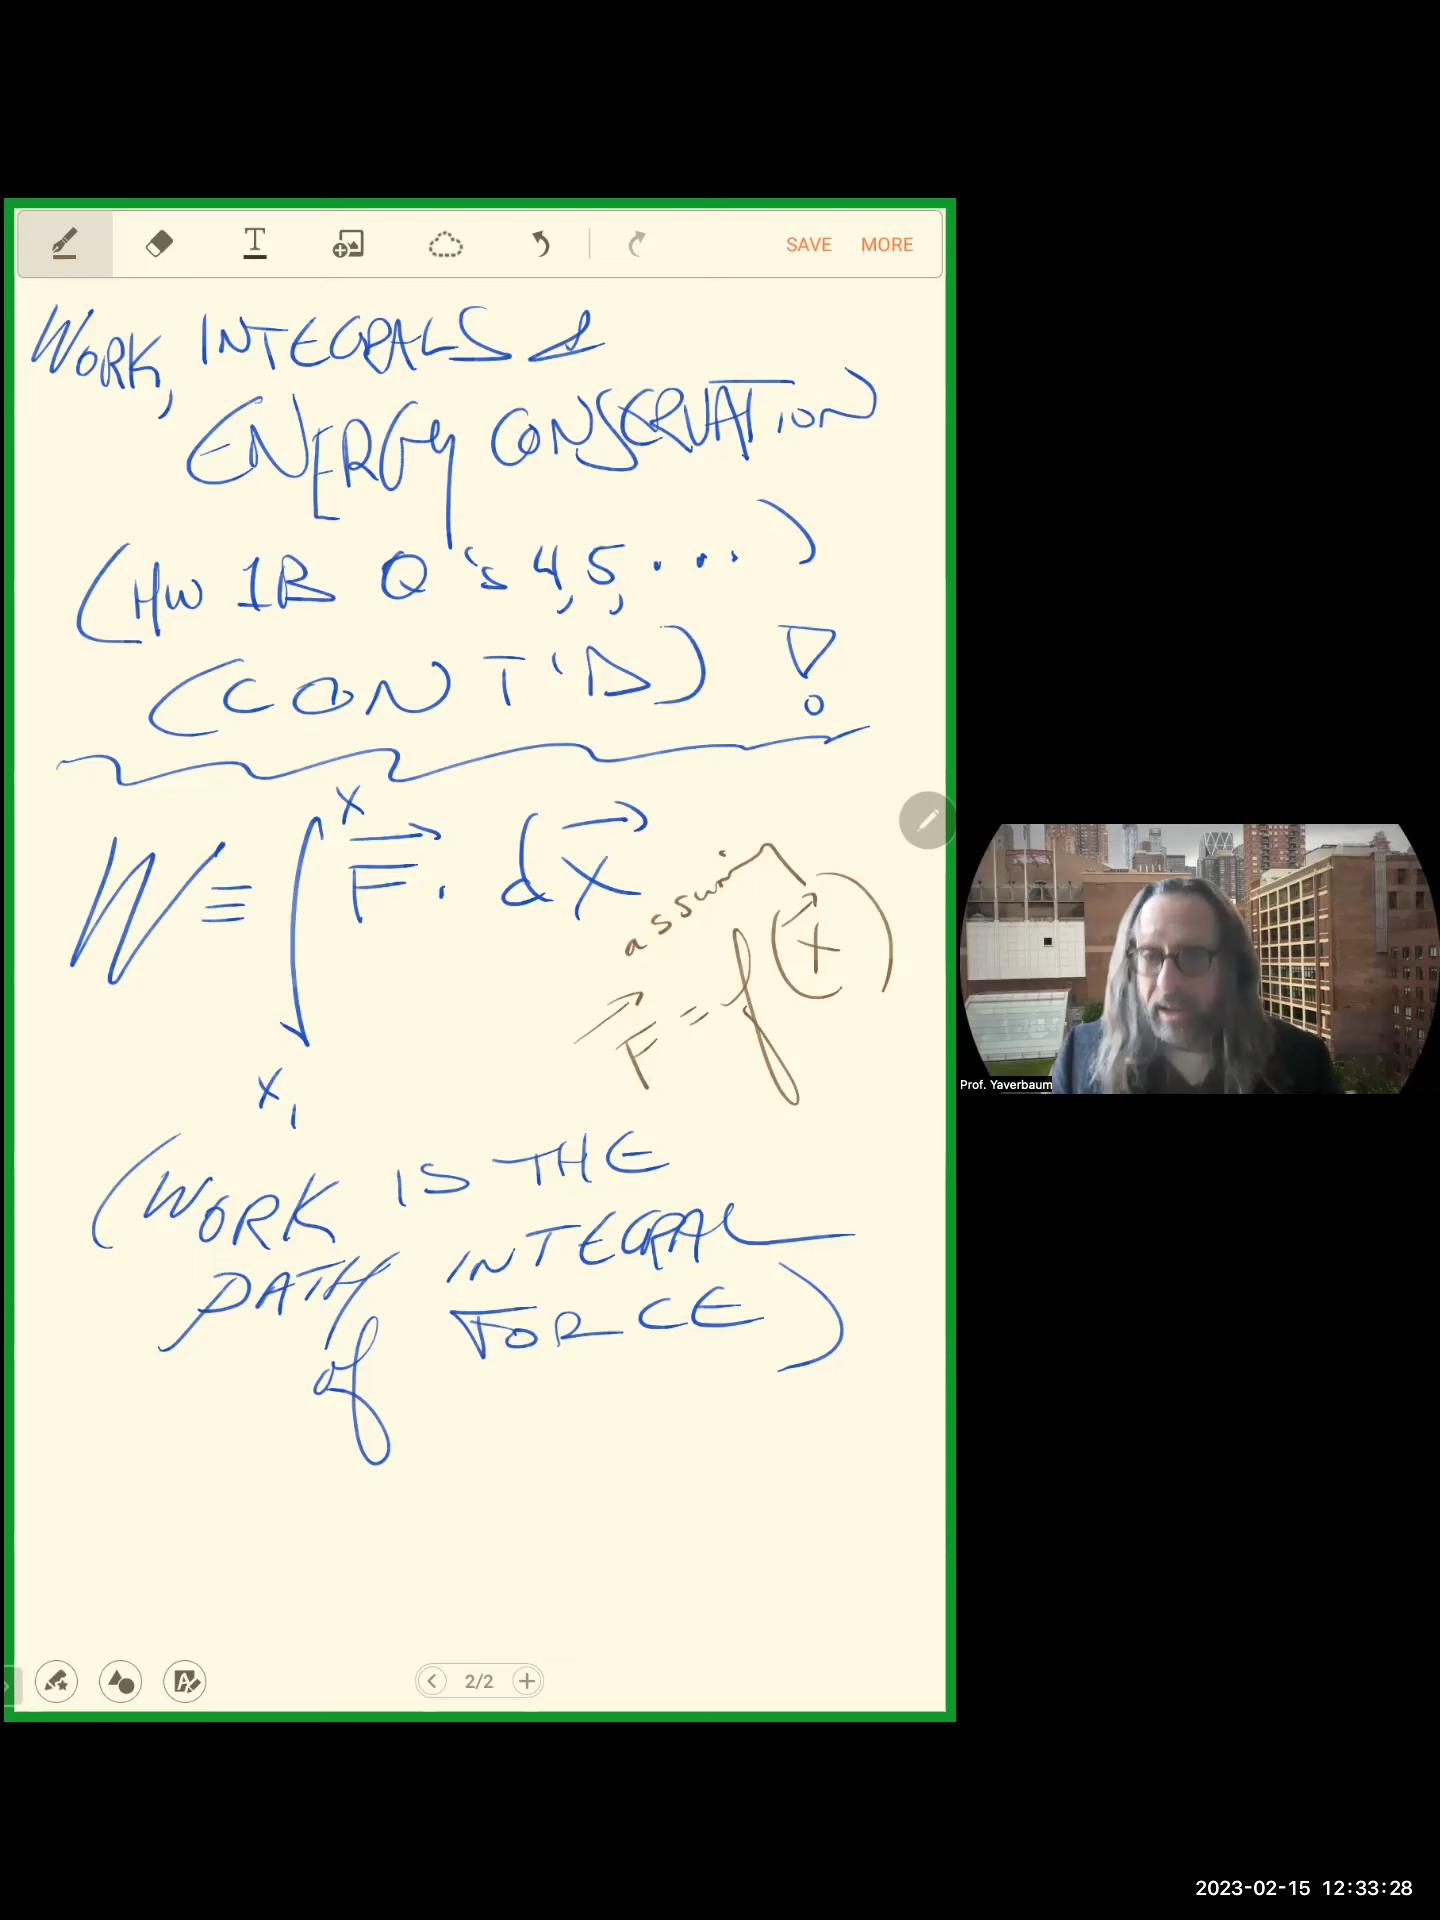 SAVE MORE
WORK, INTEGRALS &
ENERGY CONSERVATION
(HW 1B Q's 4, 5, ...)
(CONT'D)!
x
W ≡ ∫ F⃗ · dx⃗
x₁
assum
F⃗ = f(x⃗)
(WORK IS THE
PATH INTEGRAL
of FORCE)
Prof. Yaverbaum
2/2
2023-02-15 12:33:28